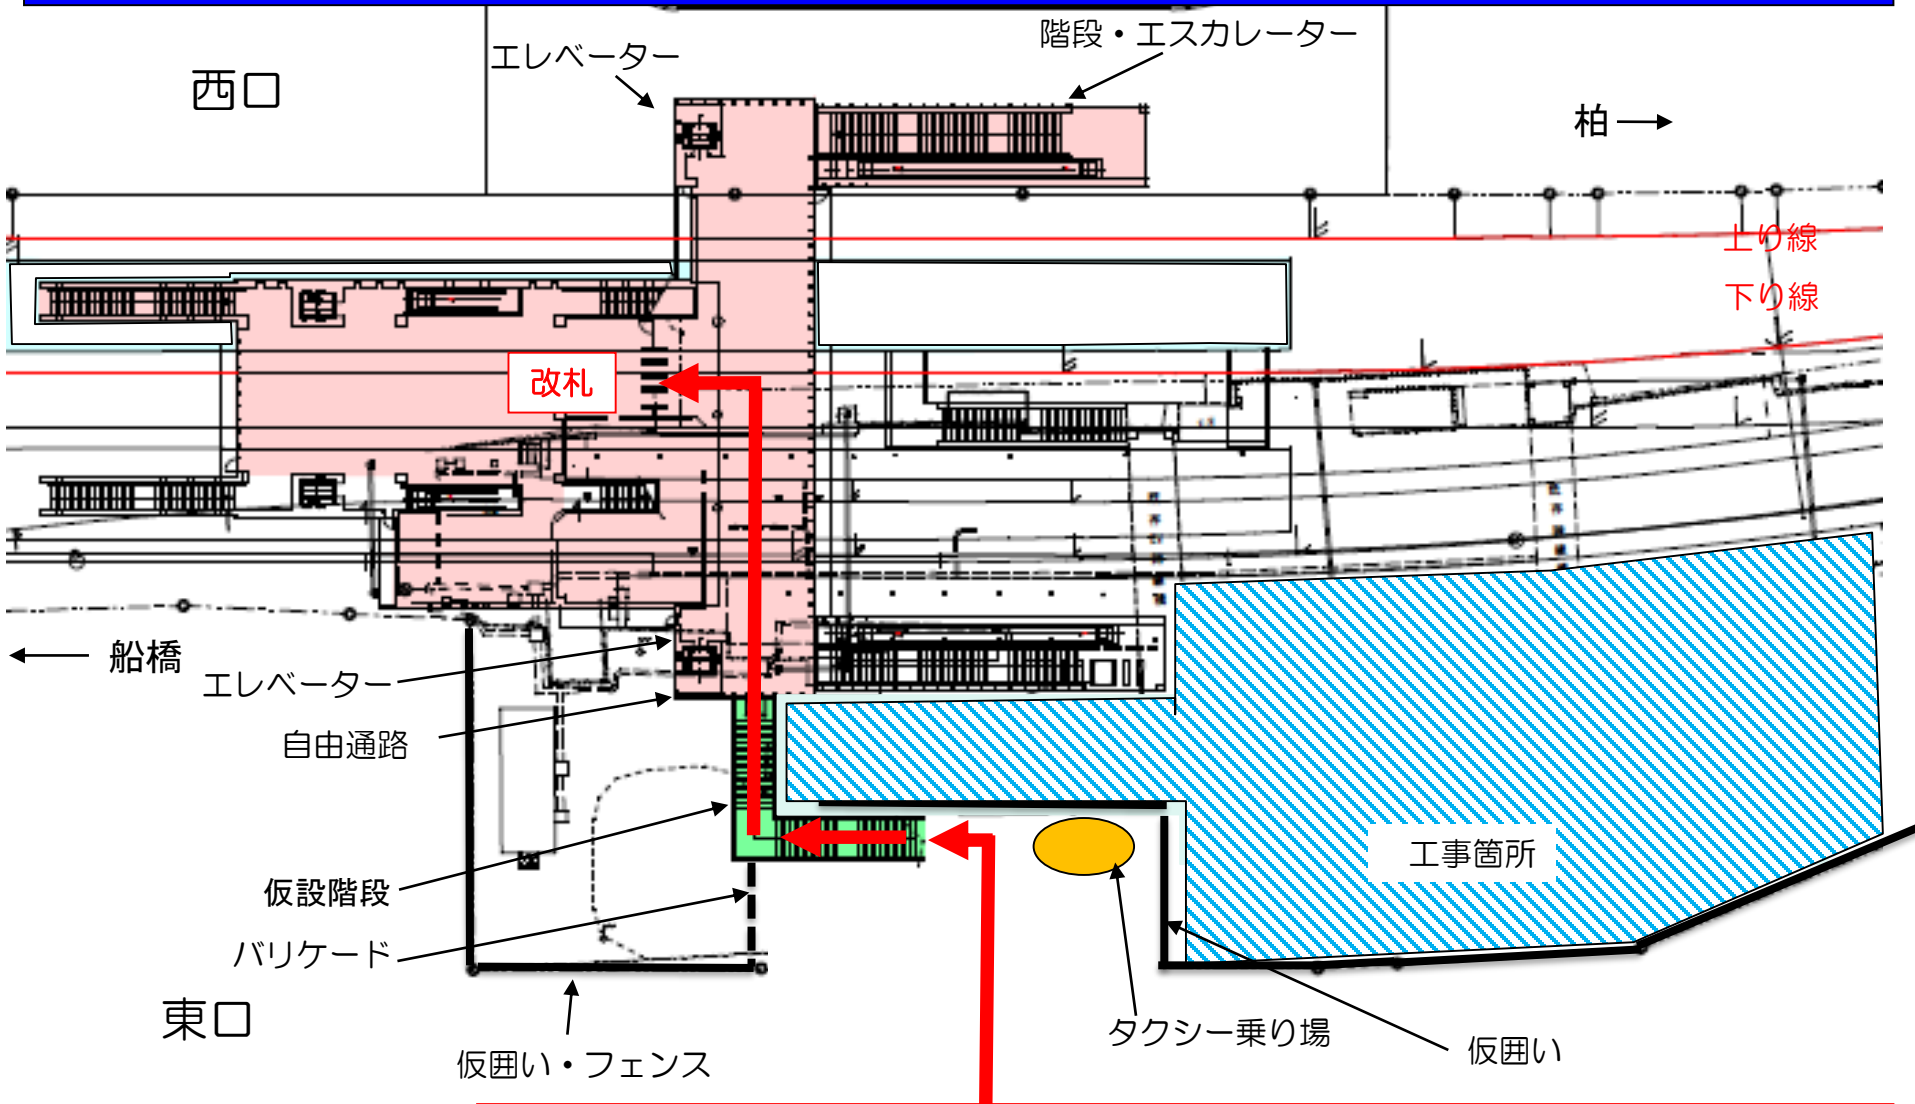 エレベーター
階段・エスカレーター
西口
柏
上り線
下り線
改札
船橋
エレベーター
自由通路
工事箇所
仮設階段
バリケード
東口
タクシー乗り場
仮囲い
仮囲い・フェンス